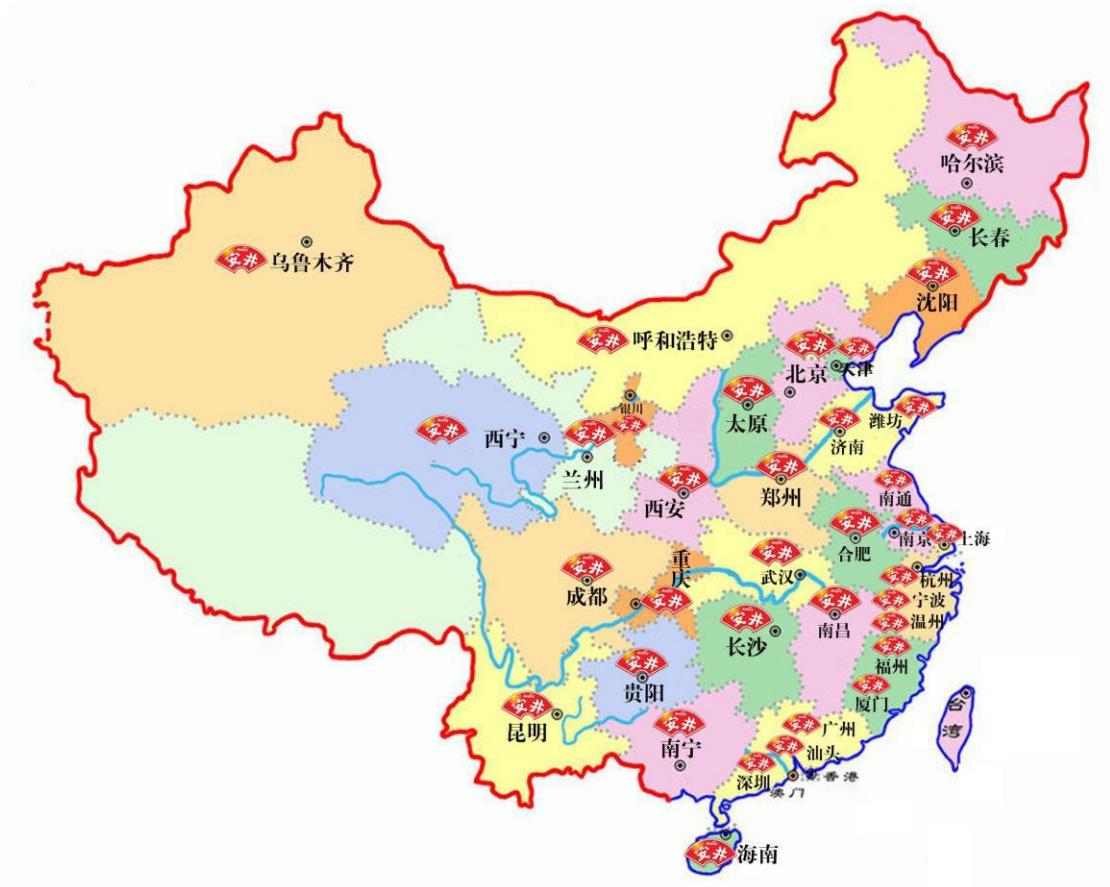 安井
哈尔滨
安井
长春
安井
沈阳
安井
乌鲁木齐
安井
呼和浩特
安井
北京
安井
天津
安井
太原
银川
安井
安井
西宁
安井
兰州
安井
潍坊
安井
济南
安井
西安
安井
郑州
安井
南通
安井
合肥
安井
南京
安井
上海
安井
成都
重庆
安井
安井
武汉
安井
杭州
安井
宁波
安井
温州
安井
长沙
安井
南昌
安井
福州
安井
厦门
安井
贵阳
安井
昆明
安井
南宁
安井
广州
安井
汕头
安井
深圳
香港
澳门
台湾
安井
海南